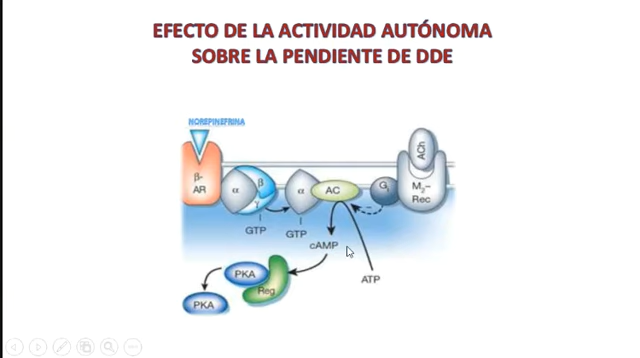 EFECTO DE LA ACTIVIDAD AUTÓNOMA
SOBRE LA PENDIENTE DE DDE
NOREPINEFRINA
β-
AR
α
β
γ
GTP
α
AC
GTP
G
ACh
M2–
Rec
cAMP
ATP
PKA
Reg
PKA